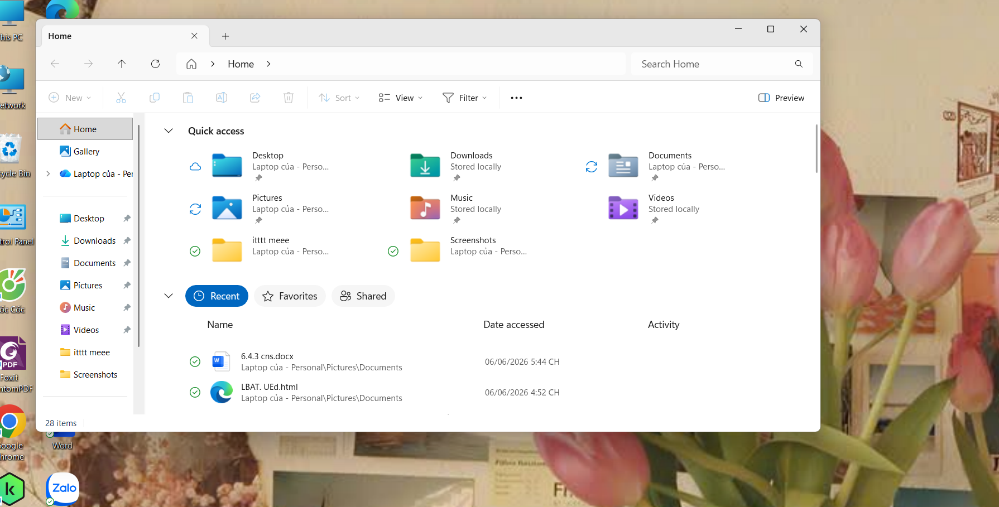 Home
Home
Search Home
New
Sort
View
Filter
Preview
Home
Gallery
Laptop của - Per
Desktop
Downloads
Documents
Pictures
Music
Videos
itttt meee
Screenshots
28 items
Quick access
Desktop
Laptop của - Perso...
Downloads
Stored locally
Documents
Laptop của - Perso...
Pictures
Laptop của - Perso...
Music
Stored locally
Videos
Stored locally
itttt meee
Laptop của - Perso...
Screenshots
Laptop của - Perso...
Recent
Favorites
Shared
Name
Date accessed
Activity
6.4.3 cns.docx
Laptop của - Personal\Pictures\Documents
06/06/2026 5:44 CH
LBAT. UEd.html
Laptop của - Personal\Pictures\Documents
06/06/2026 4:52 CH
his PC
etwork
cycle Bin
trol Panel
ốc Cốc
PDF
Foxit
ntomPDF
Google
hrome
Word
k
Zalo